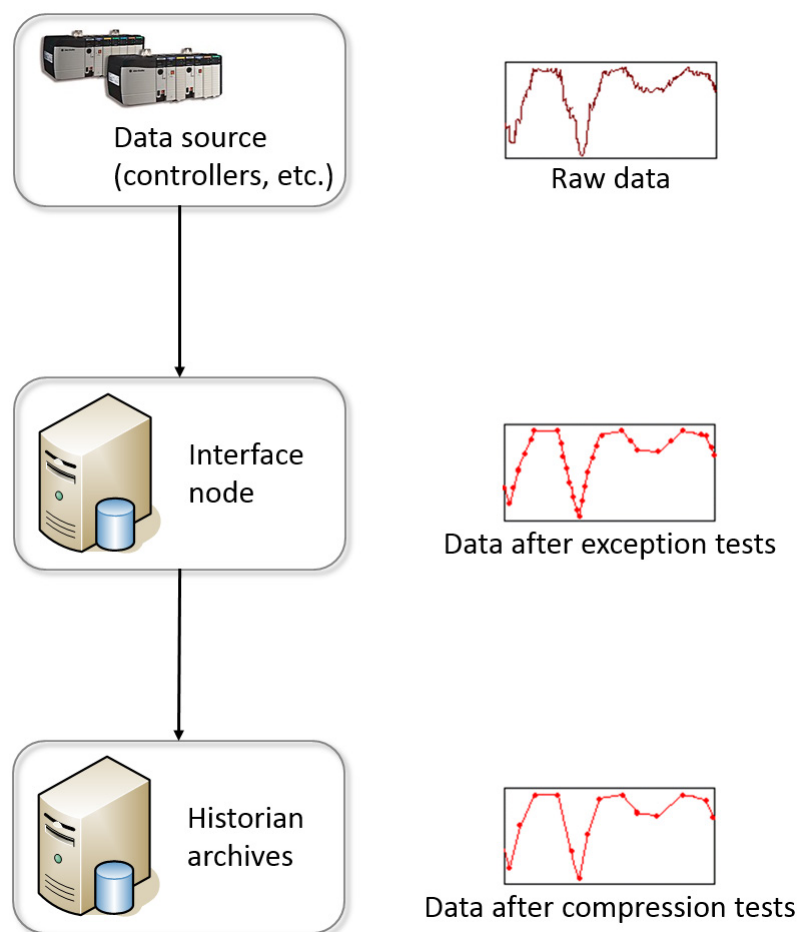 Data source
(controllers, etc.)
Raw data
Interface
node
Data after exception tests
Historian
archives
Data after compression tests